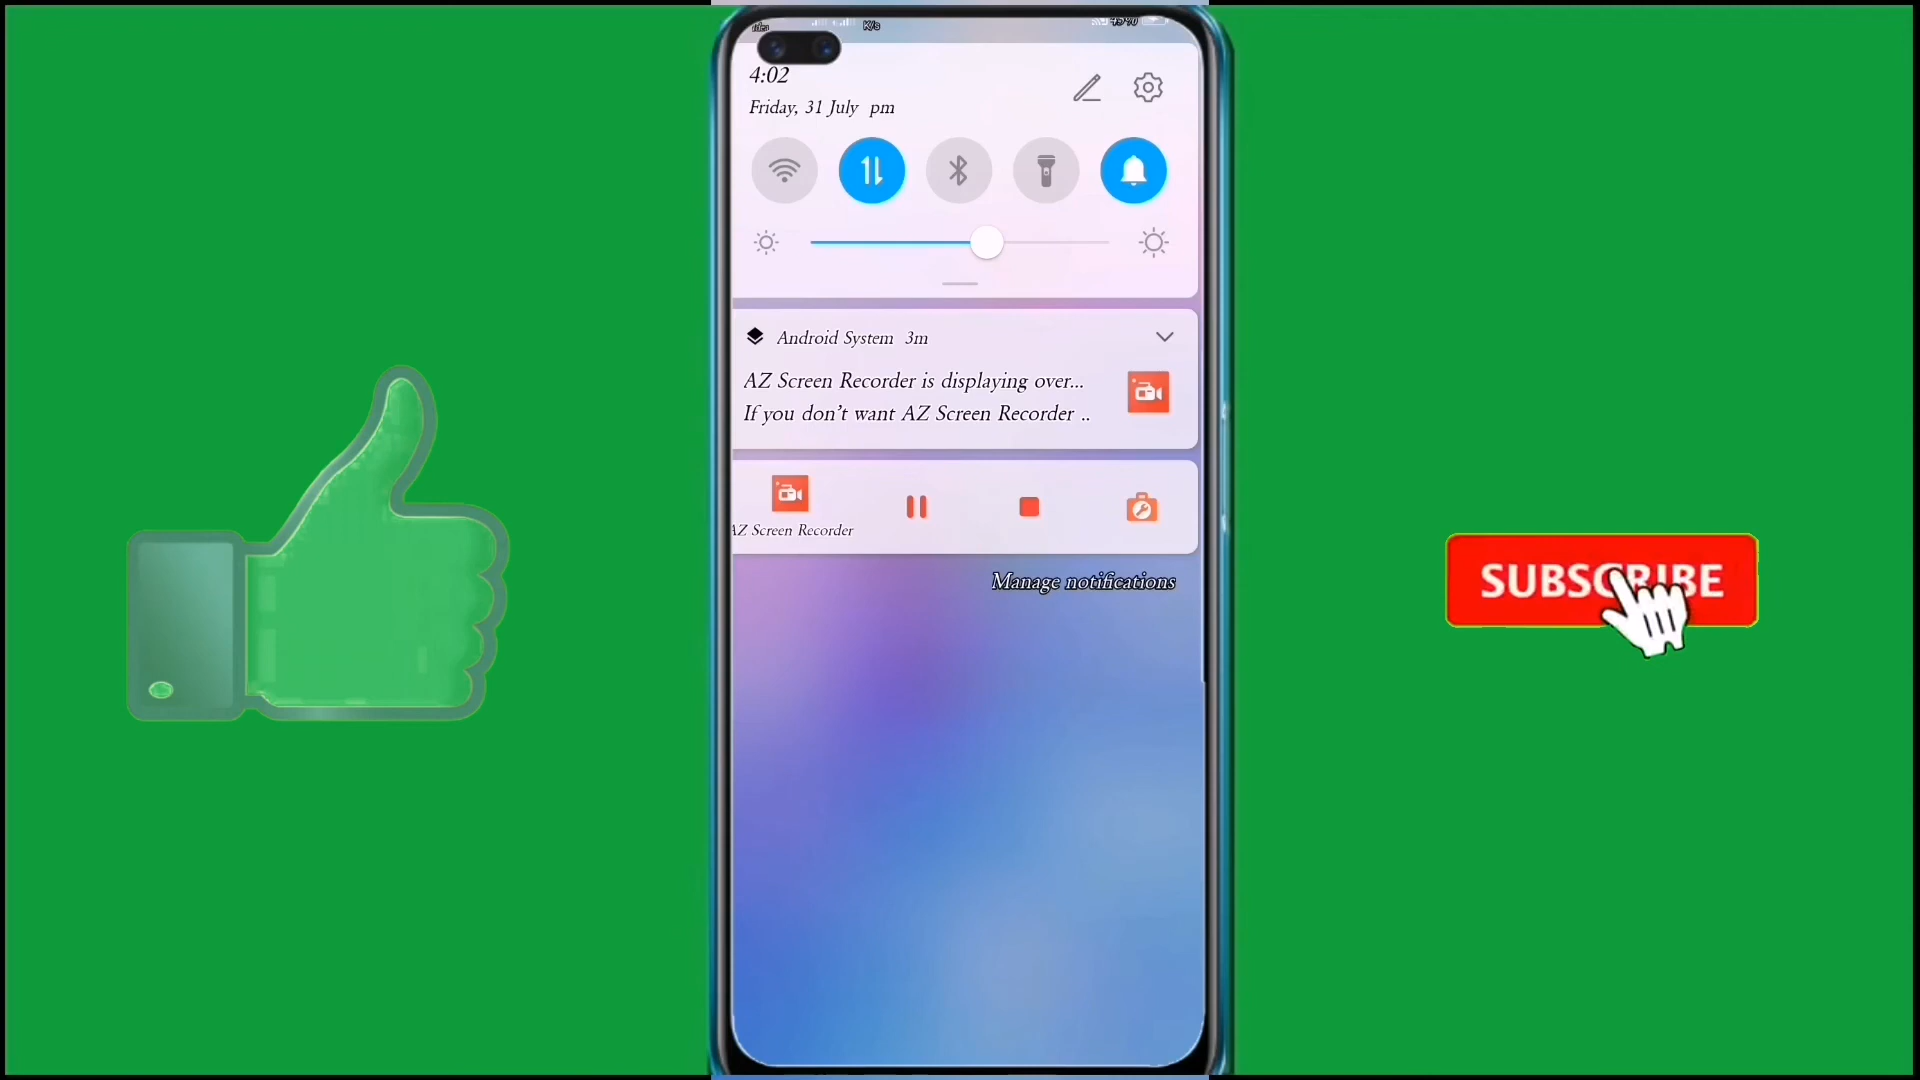 K/s
49%
4:02
Friday, 31 July pm
Android System 3m
AZ Screen Recorder is displaying over...
If you don't want AZ Screen Recorder ..
AZ Screen Recorder
Manage notifications
SUBSCRIBE